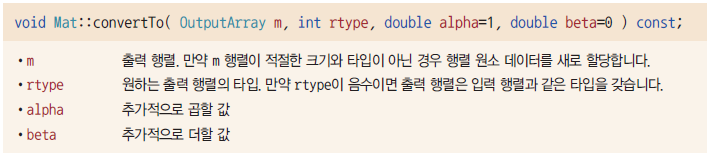 void Mat::convertTo( OutputArray m, int rtype, double alpha=1, double beta=0 ) const;
• m 출력 행렬. 만약 m 행렬이 적절한 크기와 타입이 아닌 경우 행렬 원소 데이터를 새로 할당합니다.
• rtype 원하는 출력 행렬의 타입. 만약 rtype이 음수이면 출력 행렬은 입력 행렬과 같은 타입을 갖습니다.
• alpha 추가적으로 곱할 값
• beta 추가적으로 더할 값